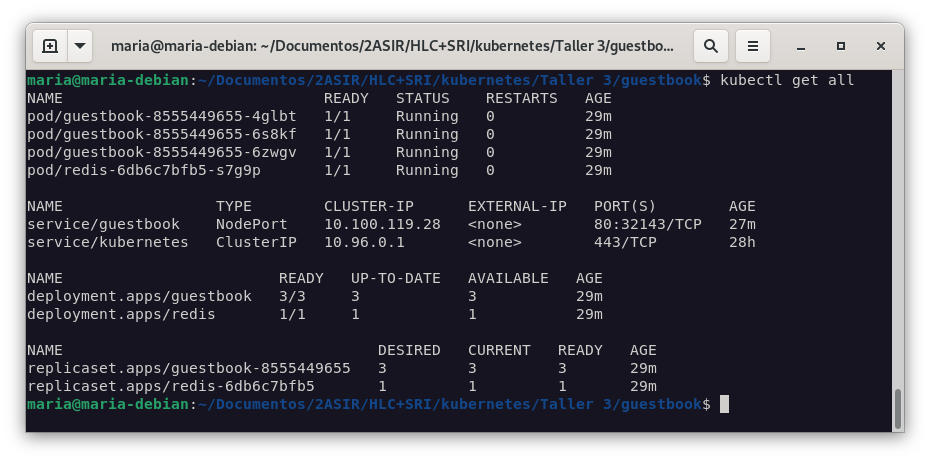 maria@maria-debian: ~/Documentos/2ASIR/HLC+SRI/kubernetes/Taller 3/guestbo...
maria@maria-debian:~/Documentos/2ASIR/HLC+SRI/kubernetes/Taller 3/guestbook$ kubectl get all
NAME                             READY   STATUS    RESTARTS   AGE
pod/guestbook-8555449655-4glbt   1/1     Running   0          29m
pod/guestbook-8555449655-6s8kf   1/1     Running   0          29m
pod/guestbook-8555449655-6zwgv   1/1     Running   0          29m
pod/redis-6db6c7bfb5-s7g9p       1/1     Running   0          29m

NAME                 TYPE        CLUSTER-IP      EXTERNAL-IP   PORT(S)        AGE
service/guestbook    NodePort    10.100.119.28   <none>        80:32143/TCP   27m
service/kubernetes   ClusterIP   10.96.0.1       <none>        443/TCP        28h

NAME                        READY   UP-TO-DATE   AVAILABLE   AGE
deployment.apps/guestbook   3/3     3            3           29m
deployment.apps/redis       1/1     1            1           29m

NAME                                   DESIRED   CURRENT   READY   AGE
replicaset.apps/guestbook-8555449655   3         3         3       29m
replicaset.apps/redis-6db6c7bfb5       1         1         1       29m
maria@maria-debian:~/Documentos/2ASIR/HLC+SRI/kubernetes/Taller 3/guestbook$